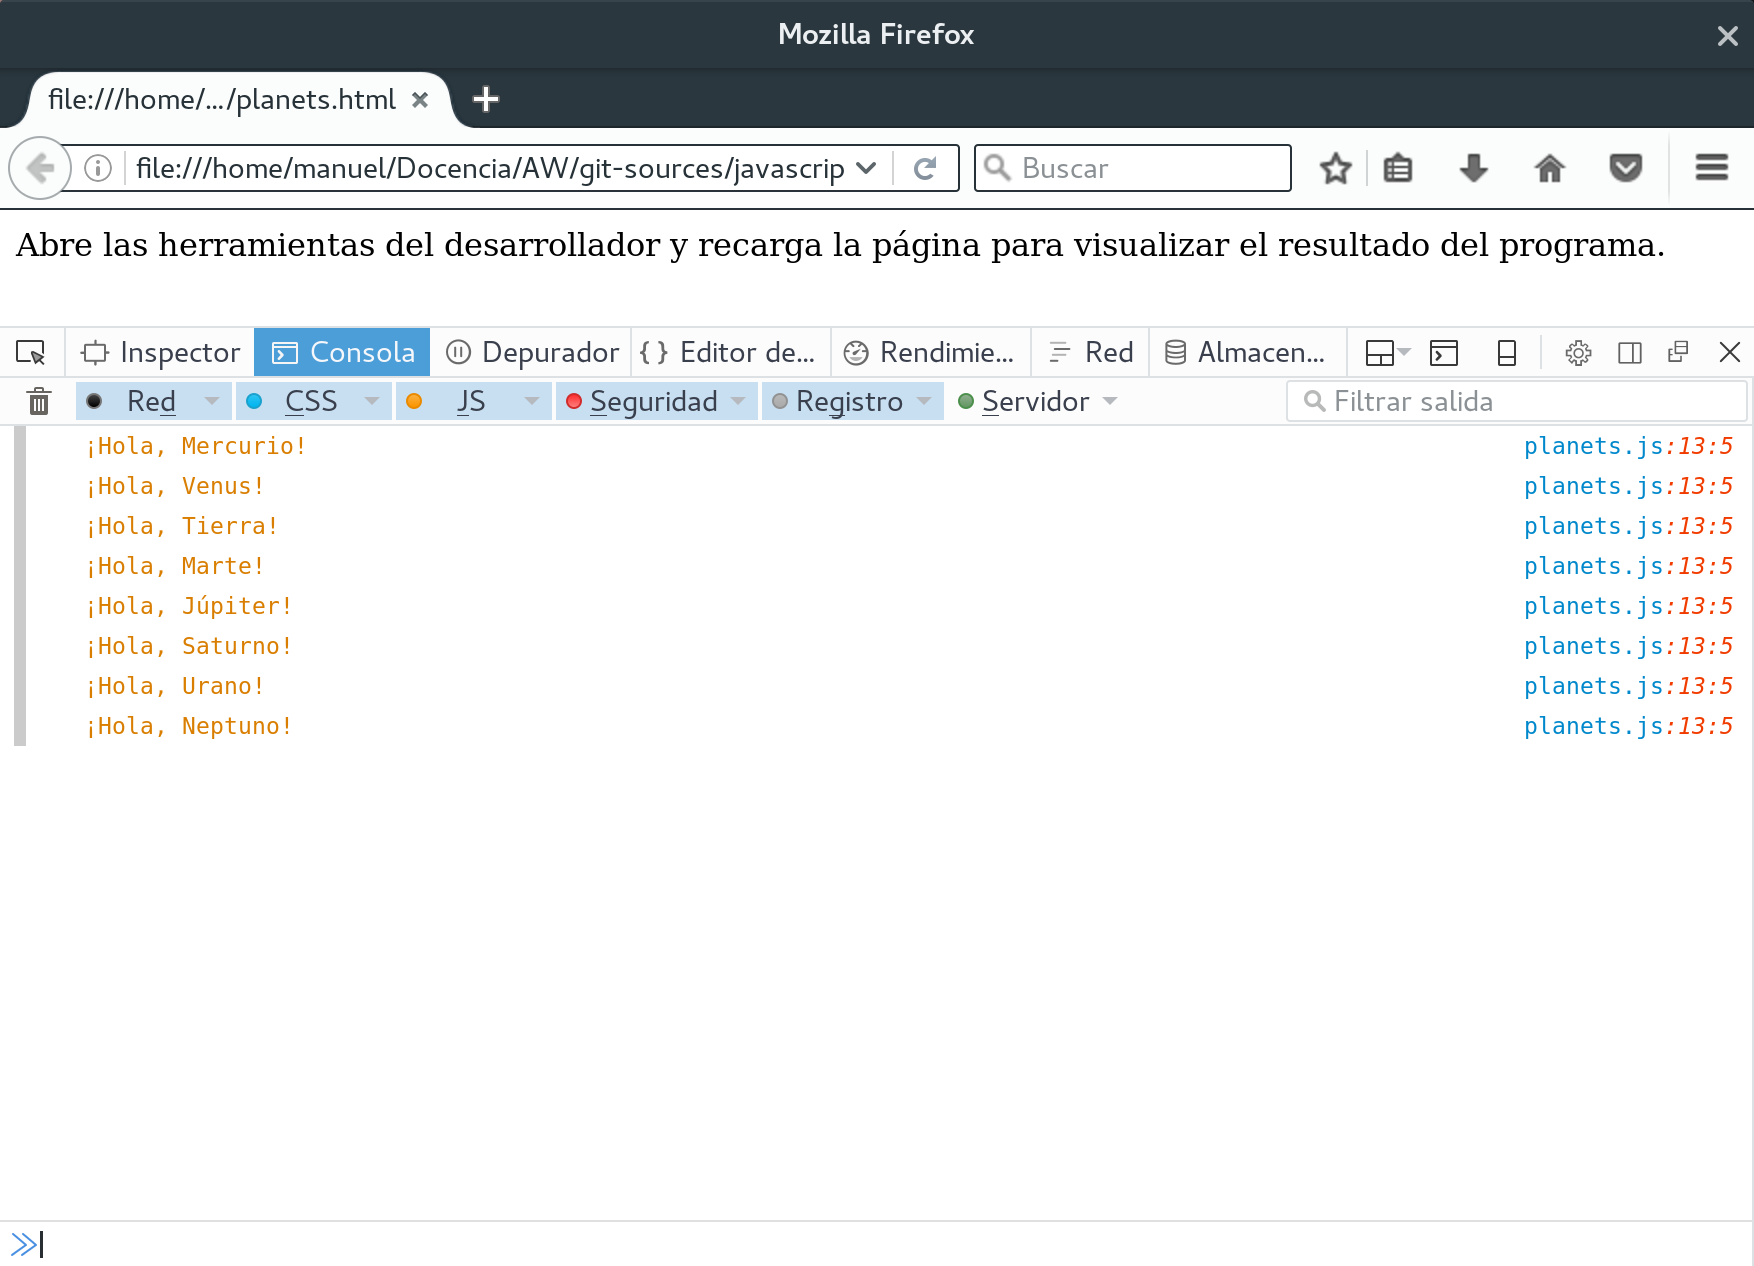 Mozilla Firefox
file:///home/.../planets.html
file:///home/manuel/Docencia/AW/git-sources/javascrip Buscar
Abre las herramientas del desarrollador y recarga la página para visualizar el resultado del programa.
Inspector Consola Depurador { } Editor de... Rendimie... Red Almacen...
Red CSS JS Seguridad Registro Servidor Filtrar salida
¡Hola, Mercurio! planets.js:13:5
¡Hola, Venus! planets.js:13:5
¡Hola, Tierra! planets.js:13:5
¡Hola, Marte! planets.js:13:5
¡Hola, Júpiter! planets.js:13:5
¡Hola, Saturno! planets.js:13:5
¡Hola, Urano! planets.js:13:5
¡Hola, Neptuno! planets.js:13:5